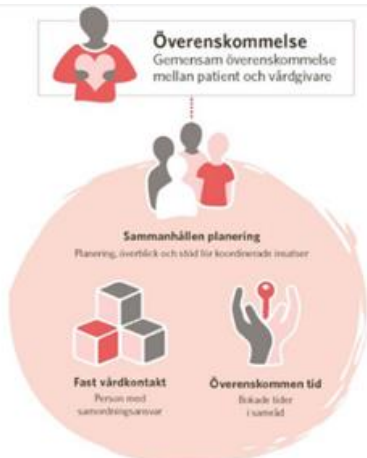 Överenskommelse
Gemensam överenskommelse
mellan patient och vårdgivare
Sammanhållen planering
Planering, överblick och stöd för koordinerade insatser
Fast vårdkontakt
Person med
samordningsansvar
Överenskommen tid
Bokade tider
i samråd